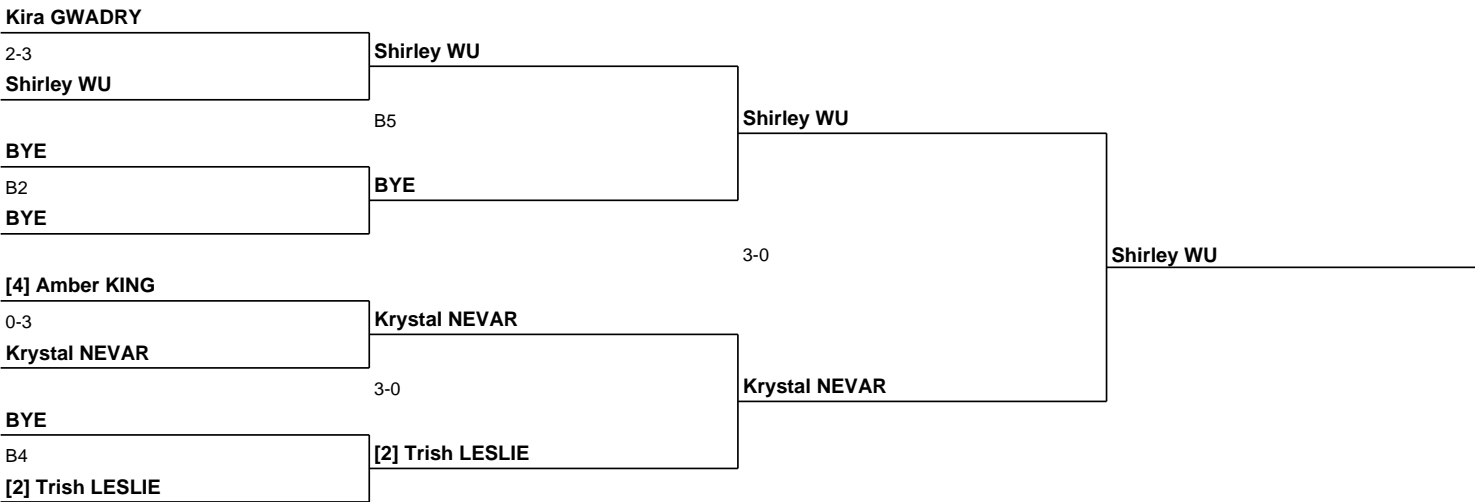 Kira GWADRY
2-3
Shirley WU
Shirley WU
B5
Shirley WU
BYE
B2
BYE
BYE
3-0
Shirley WU
[4] Amber KING
0-3
Krystal NEVAR
Krystal NEVAR
3-0
Krystal NEVAR
BYE
B4
[2] Trish LESLIE
[2] Trish LESLIE